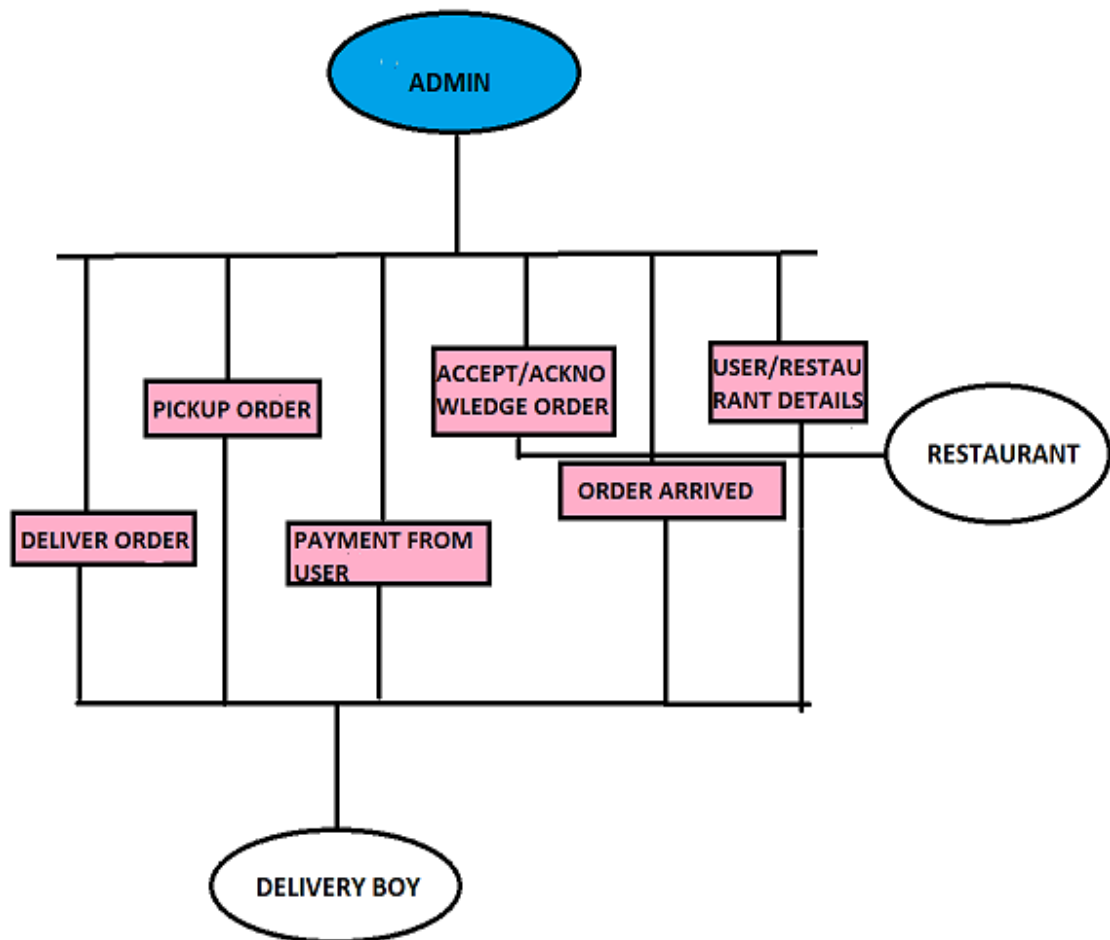 ADMIN
ACCEPT/ACKNO
WLEDGE ORDER
USER/RESTAU
RANT DETAILS
PICKUP ORDER
RESTAURANT
ORDER ARRIVED
DELIVER ORDER
PAYMENT FROM
USER
DELIVERY BOY